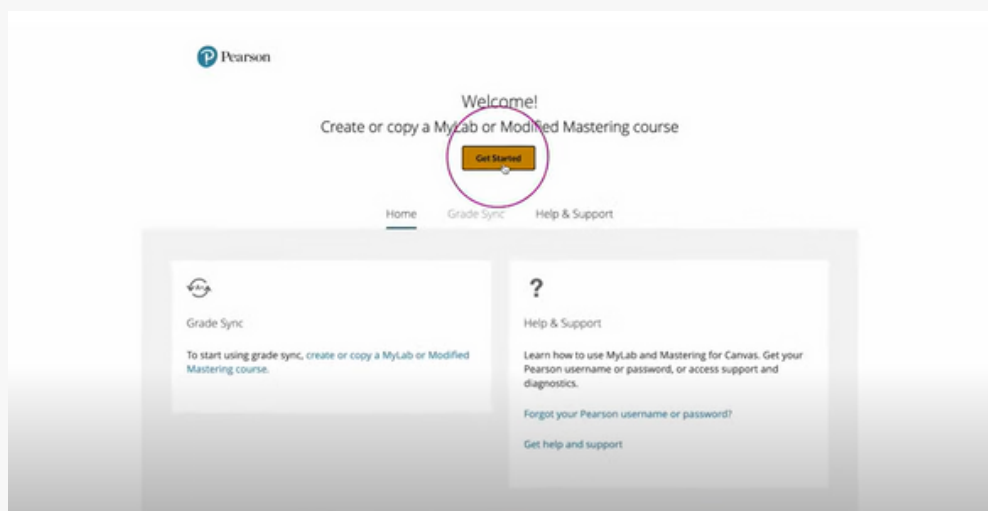 Pearson
Welcome!
Create or copy a MyLab or Modified Mastering course
Get Started
Home Grade Sync Help & Support
Grade Sync
To start using grade sync, create or copy a MyLab or Modified
Mastering course.
?
Help & Support
Learn how to use MyLab and Mastering for Canvas. Get your
Pearson username or password, or access support and
diagnostics.
Forgot your Pearson username or password?
Get help and support